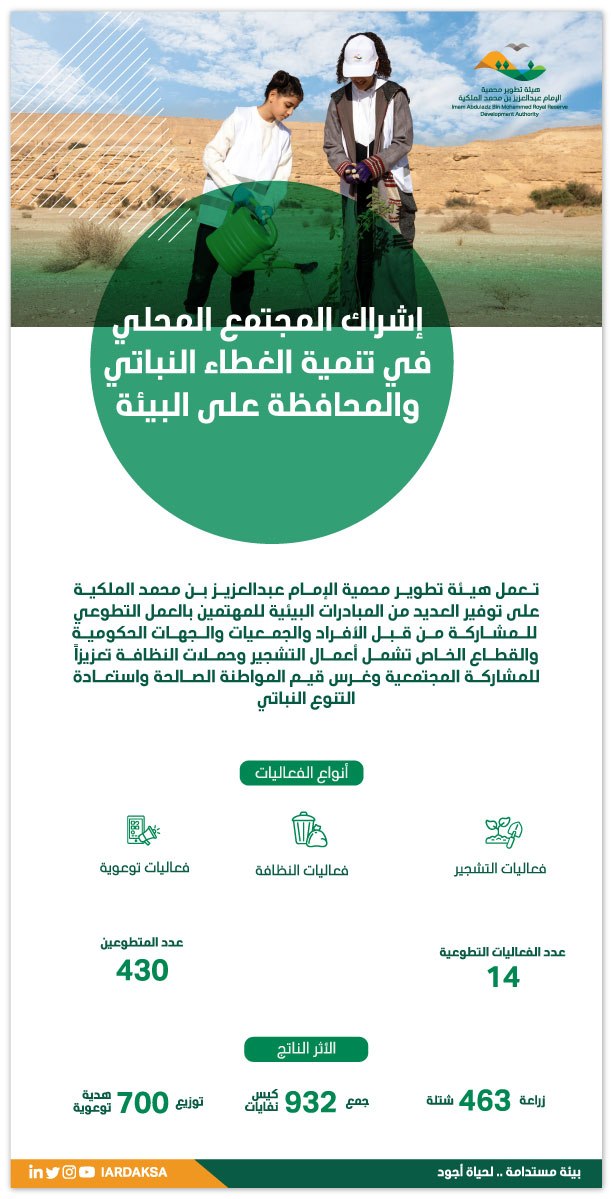 هيئة تطوير محمية
الإمام عبدالعزيز بن محمد الملكية
Imam Abdulaziz Bin Mohammed Royal Reserve
Development Authority
إشراك المجتمع المحلي
في تنمية الغطاء النباتي
والمحافظة على البيئة
تعمل هيئة تطوير محمية الإمام عبدالعزيز بن محمد الملكية
على توفير العديد من المبادرات البيئية للمهتمين بالعمل التطوعي
للمشاركة من قبل الأفراد والجمعيات والجهات الحكومية
والقطاع الخاص تشمل أعمال التشجير وحملات النظافة تعزيزاً
للمشاركة المجتمعية وغرس قيم المواطنة الصالحة واستعادة
التنوع النباتي
أنواع الفعاليات
فعاليات التشجير
فعاليات النظافة
فعاليات توعوية
عدد الفعاليات التطوعية
14
عدد المتطوعين
430
الأثر الناتج
زراعة 463 شتلة
جمع 932 كيس نفايات
توزيع 700 هدية توعوية
بيئة مستدامة .. لحياة أجود
IARDAKSA